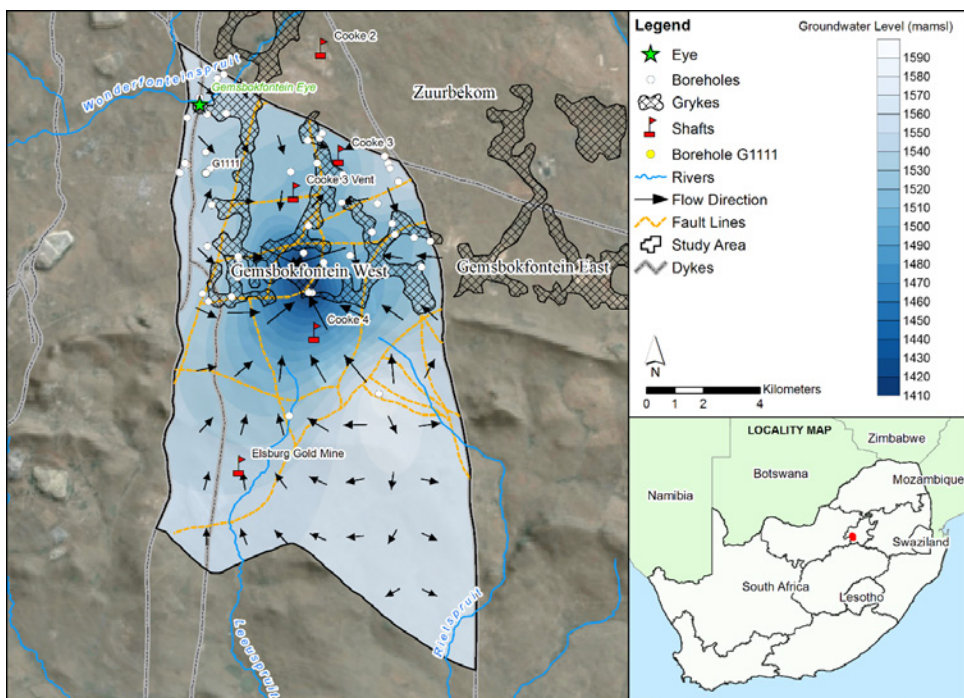 Cooke 2
Wonderfonteinspruit
Gemsbokfontein Eye
Zuurbekom
G1111
Cooke 3
Cooke 3 Vent
Gemsbokfontein West
Gemsbokfontein East
Cooke 4
Elsburg Gold Mine
Leeuspruit
Rietspruit
Legend
Eye
Boreholes
Grykes
Shafts
Borehole G1111
Rivers
Flow Direction
Fault Lines
Study Area
Dykes
N
Kilometers
0 1 2 4
Groundwater Level (mamsl)
1590
1580
1570
1560
1550
1540
1530
1520
1510
1500
1490
1480
1470
1460
1450
1440
1430
1420
1410
LOCALITY MAP
Zimbabwe
Botswana
Mozambique
Namibia
Swaziland
South Africa
Lesotho